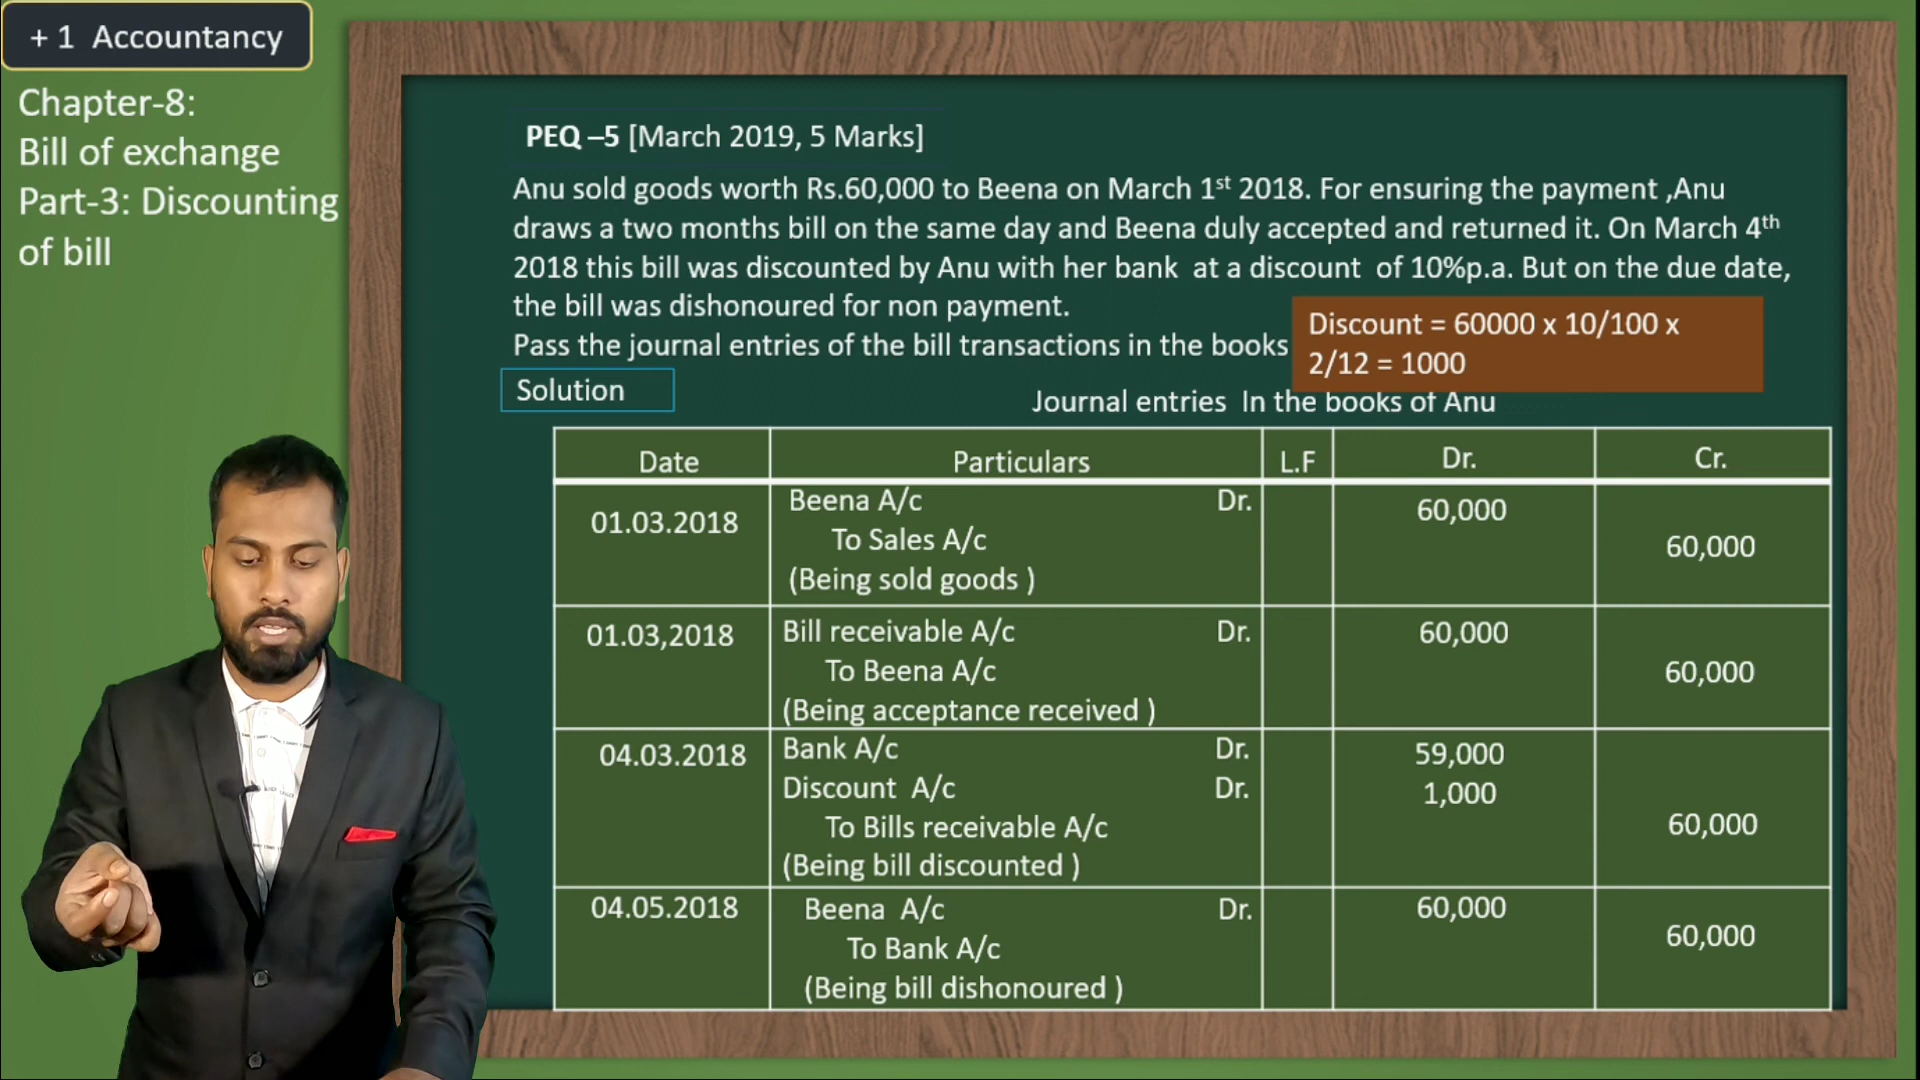 + 1 Accountancy
Chapter-8:
Bill of exchange
Part-3: Discounting
of bill
PEQ –5 [March 2019, 5 Marks]
Anu sold goods worth Rs.60,000 to Beena on March 1st 2018. For ensuring the payment ,Anu
draws a two months bill on the same day and Beena duly accepted and returned it. On March 4th
2018 this bill was discounted by Anu with her bank at a discount of 10%p.a. But on the due date,
the bill was dishonoured for non payment.
Pass the journal entries of the bill transactions in the books
Discount = 60000 x 10/100 x
2/12 = 1000
Solution
Journal entries In the books of Anu
Date Particulars L.F Dr. Cr.
01.03.2018 Beena A/c Dr. 60,000
To Sales A/c 60,000
(Being sold goods )
01.03,2018 Bill receivable A/c Dr. 60,000
To Beena A/c 60,000
(Being acceptance received )
04.03.2018 Bank A/c Dr. 59,000
Discount A/c Dr. 1,000
To Bills receivable A/c 60,000
(Being bill discounted )
04.05.2018 Beena A/c Dr. 60,000
To Bank A/c 60,000
(Being bill dishonoured )